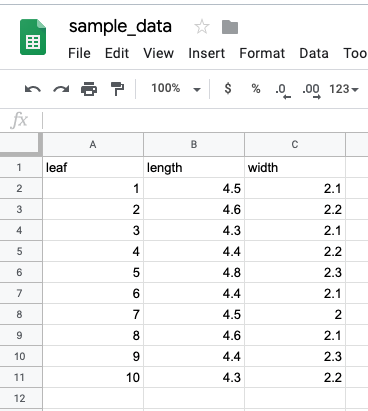 sample_data
File Edit View Insert Format Data Too
100% $ % .0 .00 123
fx
A B C
1 leaf length width
2 1 4.5 2.1
3 2 4.6 2.2
4 3 4.3 2.1
5 4 4.4 2.2
6 5 4.8 2.3
7 6 4.4 2.1
8 7 4.5 2
9 8 4.6 2.1
10 9 4.4 2.3
11 10 4.3 2.2
12